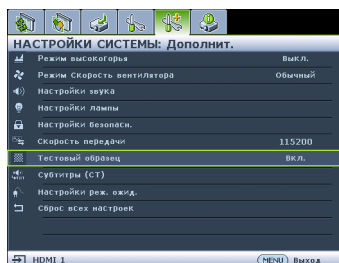 НАСТРОЙКИ СИСТЕМЫ: Дополнит.
Режим высокогорья Выкл.
Режим Скорость вентилятора Обычный
Настройки звука
Настройки лампы
Настройки безопасн.
Скорость передачи 115200
Тестовый образец Вкл.
Субтитры (CT)
Настройки реж. ожид.
Сброс всех настроек
HDMI 1 MENU Выход